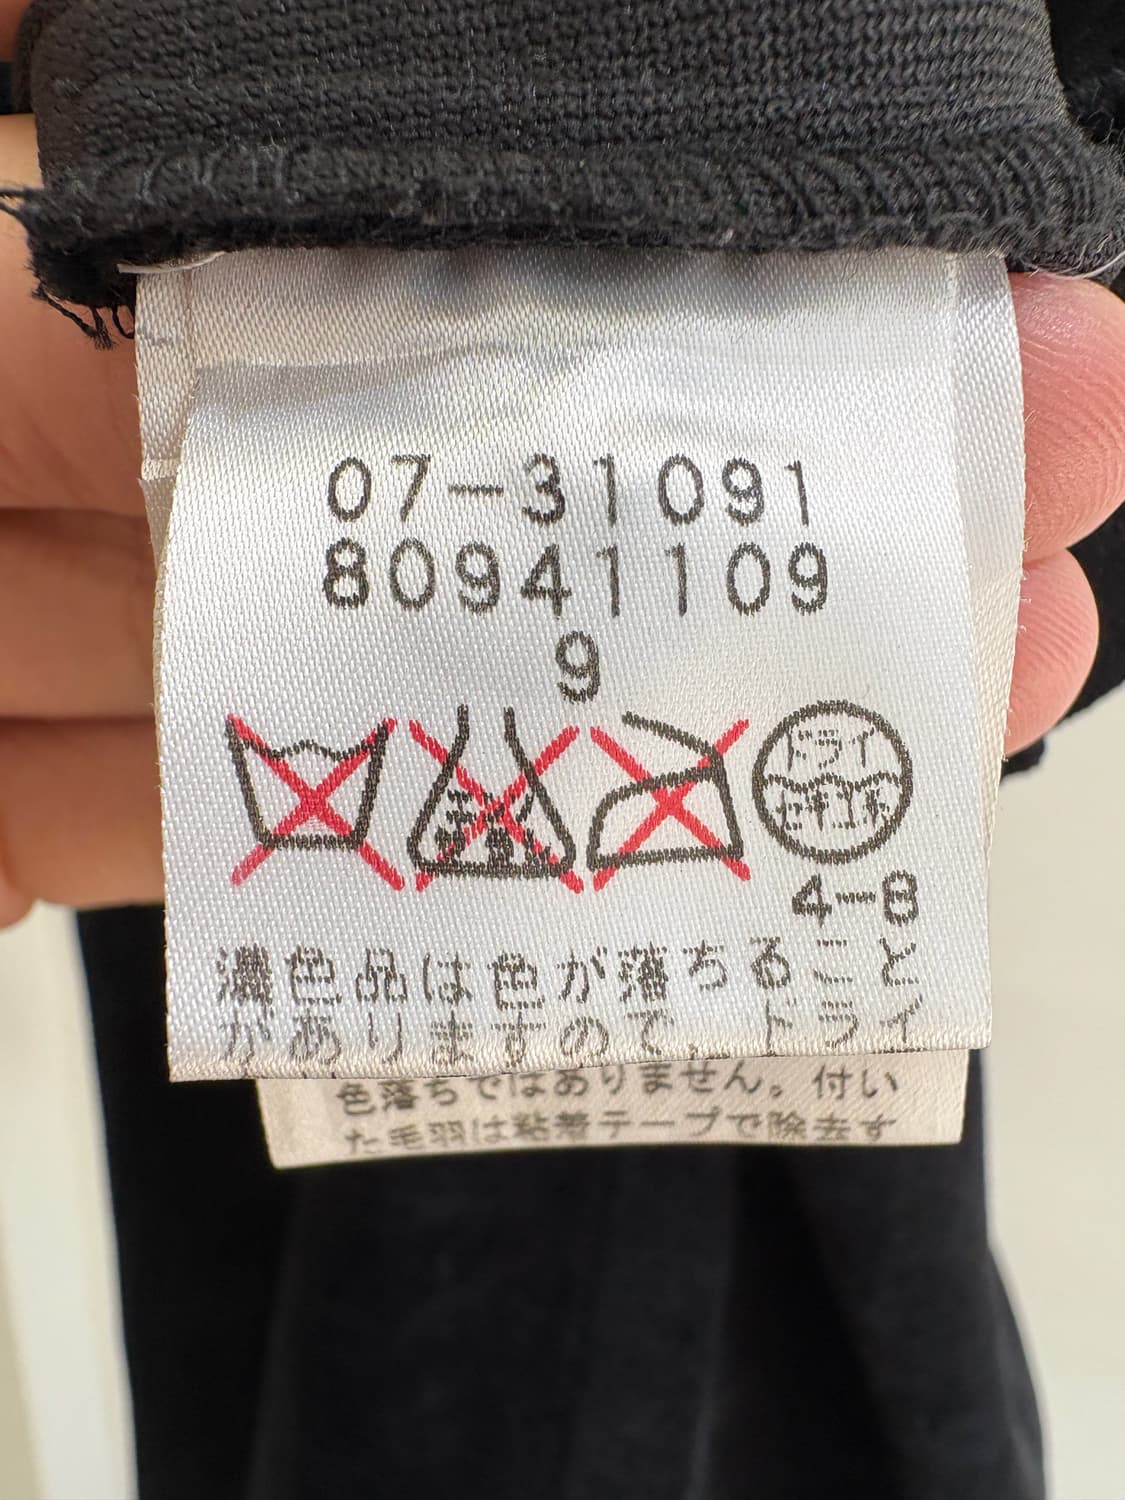 07-31091
80941109
9
ドライ
セキユ系
4-8
濃色品は色が落ちること
がありますので、ドライ
色落ちではありません。付い
た毛羽は粘着テープで除去す